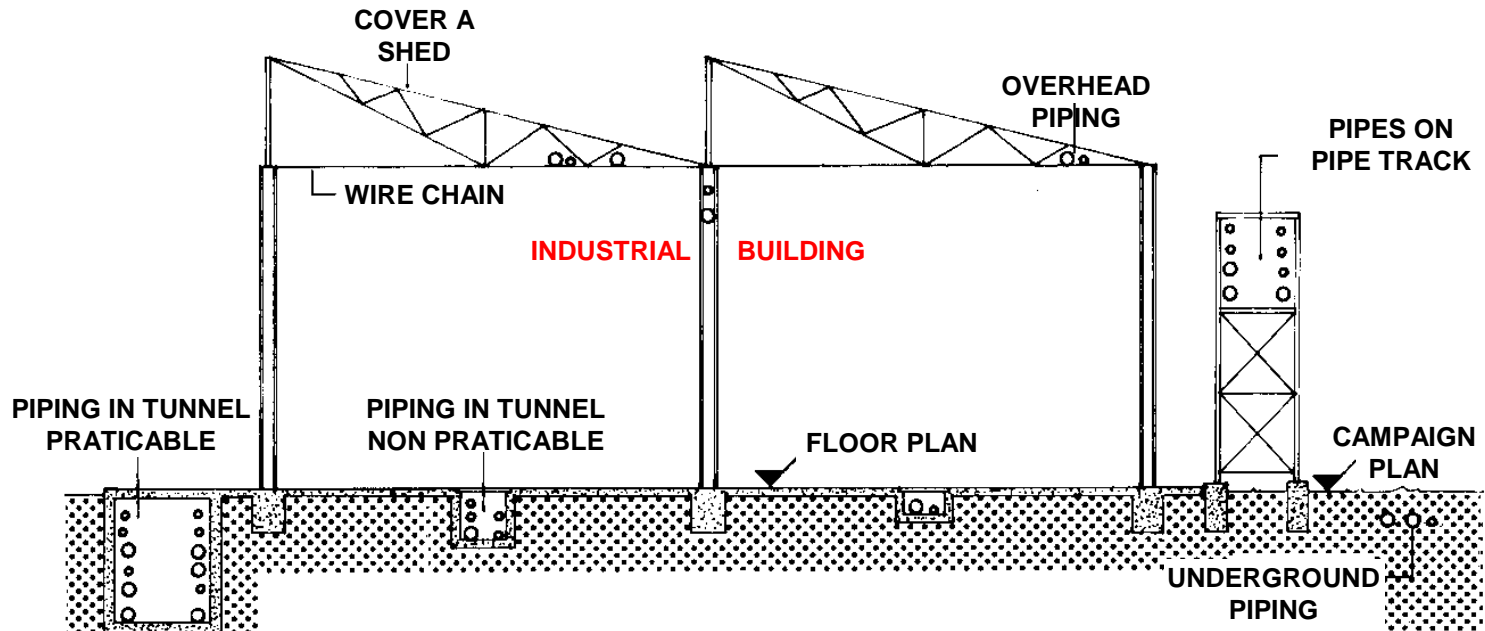 COVER A
SHED
OVERHEAD
PIPING
PIPES ON
PIPE TRACK
WIRE CHAIN
INDUSTRIAL BUILDING
PIPING IN TUNNEL
PRATICABLE
PIPING IN TUNNEL
NON PRATICABLE
FLOOR PLAN
CAMPAIGN
PLAN
UNDERGROUND
PIPING